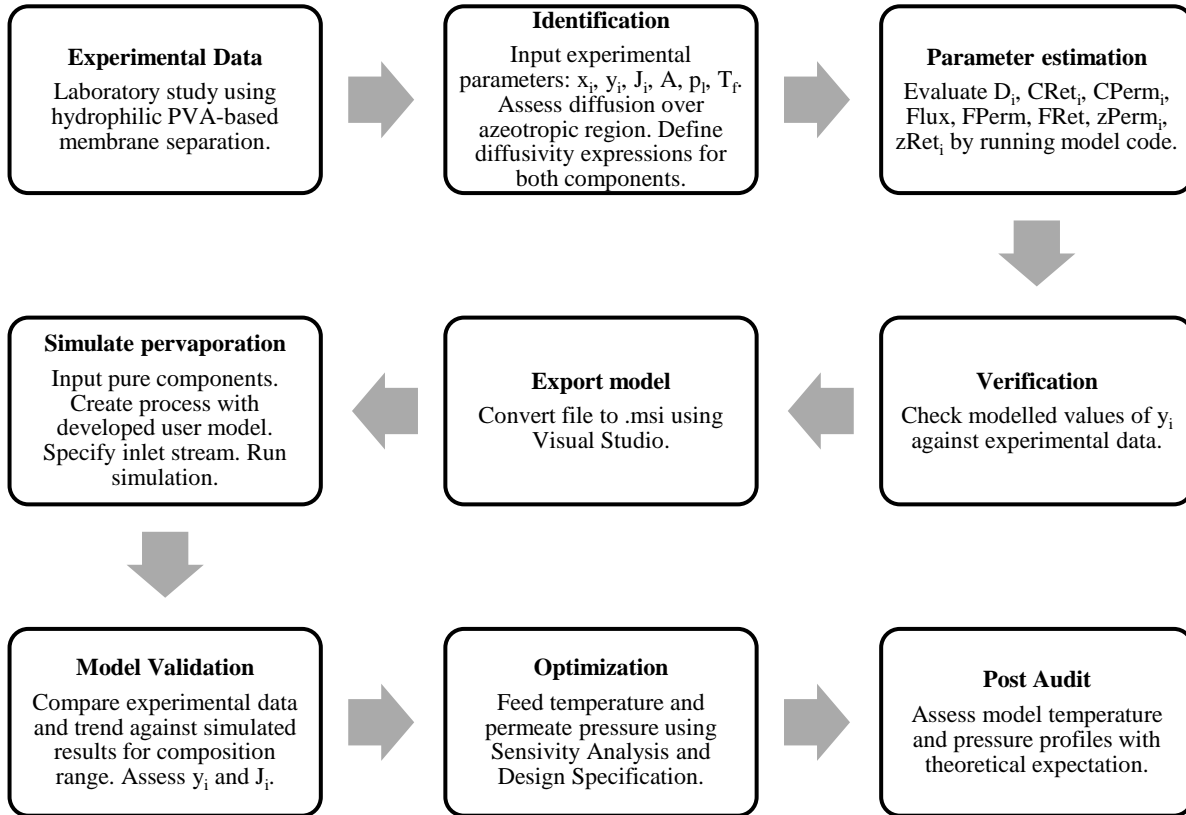 Experimental Data
Laboratory study using
hydrophilic PVA-based
membrane separation.
Identification
Input experimental
parameters: xᵢ, yᵢ, Jᵢ, A, pₗ, T_f.
Assess diffusion over
azeotropic region. Define
diffusivity expressions for
both components.
Parameter estimation
Evaluate Dᵢ, CRetᵢ, CPermᵢ,
Flux, FPerm, FRet, zPermᵢ,
zRetᵢ by running model code.
Simulate pervaporation
Input pure components.
Create process with
developed user model.
Specify inlet stream. Run
simulation.
Export model
Convert file to .msi using
Visual Studio.
Verification
Check modelled values of yᵢ
against experimental data.
Model Validation
Compare experimental data
and trend against simulated
results for composition
range. Assess yᵢ and Jᵢ.
Optimization
Feed temperature and
permeate pressure using
Sensivity Analysis and
Design Specification.
Post Audit
Assess model temperature
and pressure profiles with
theoretical expectation.